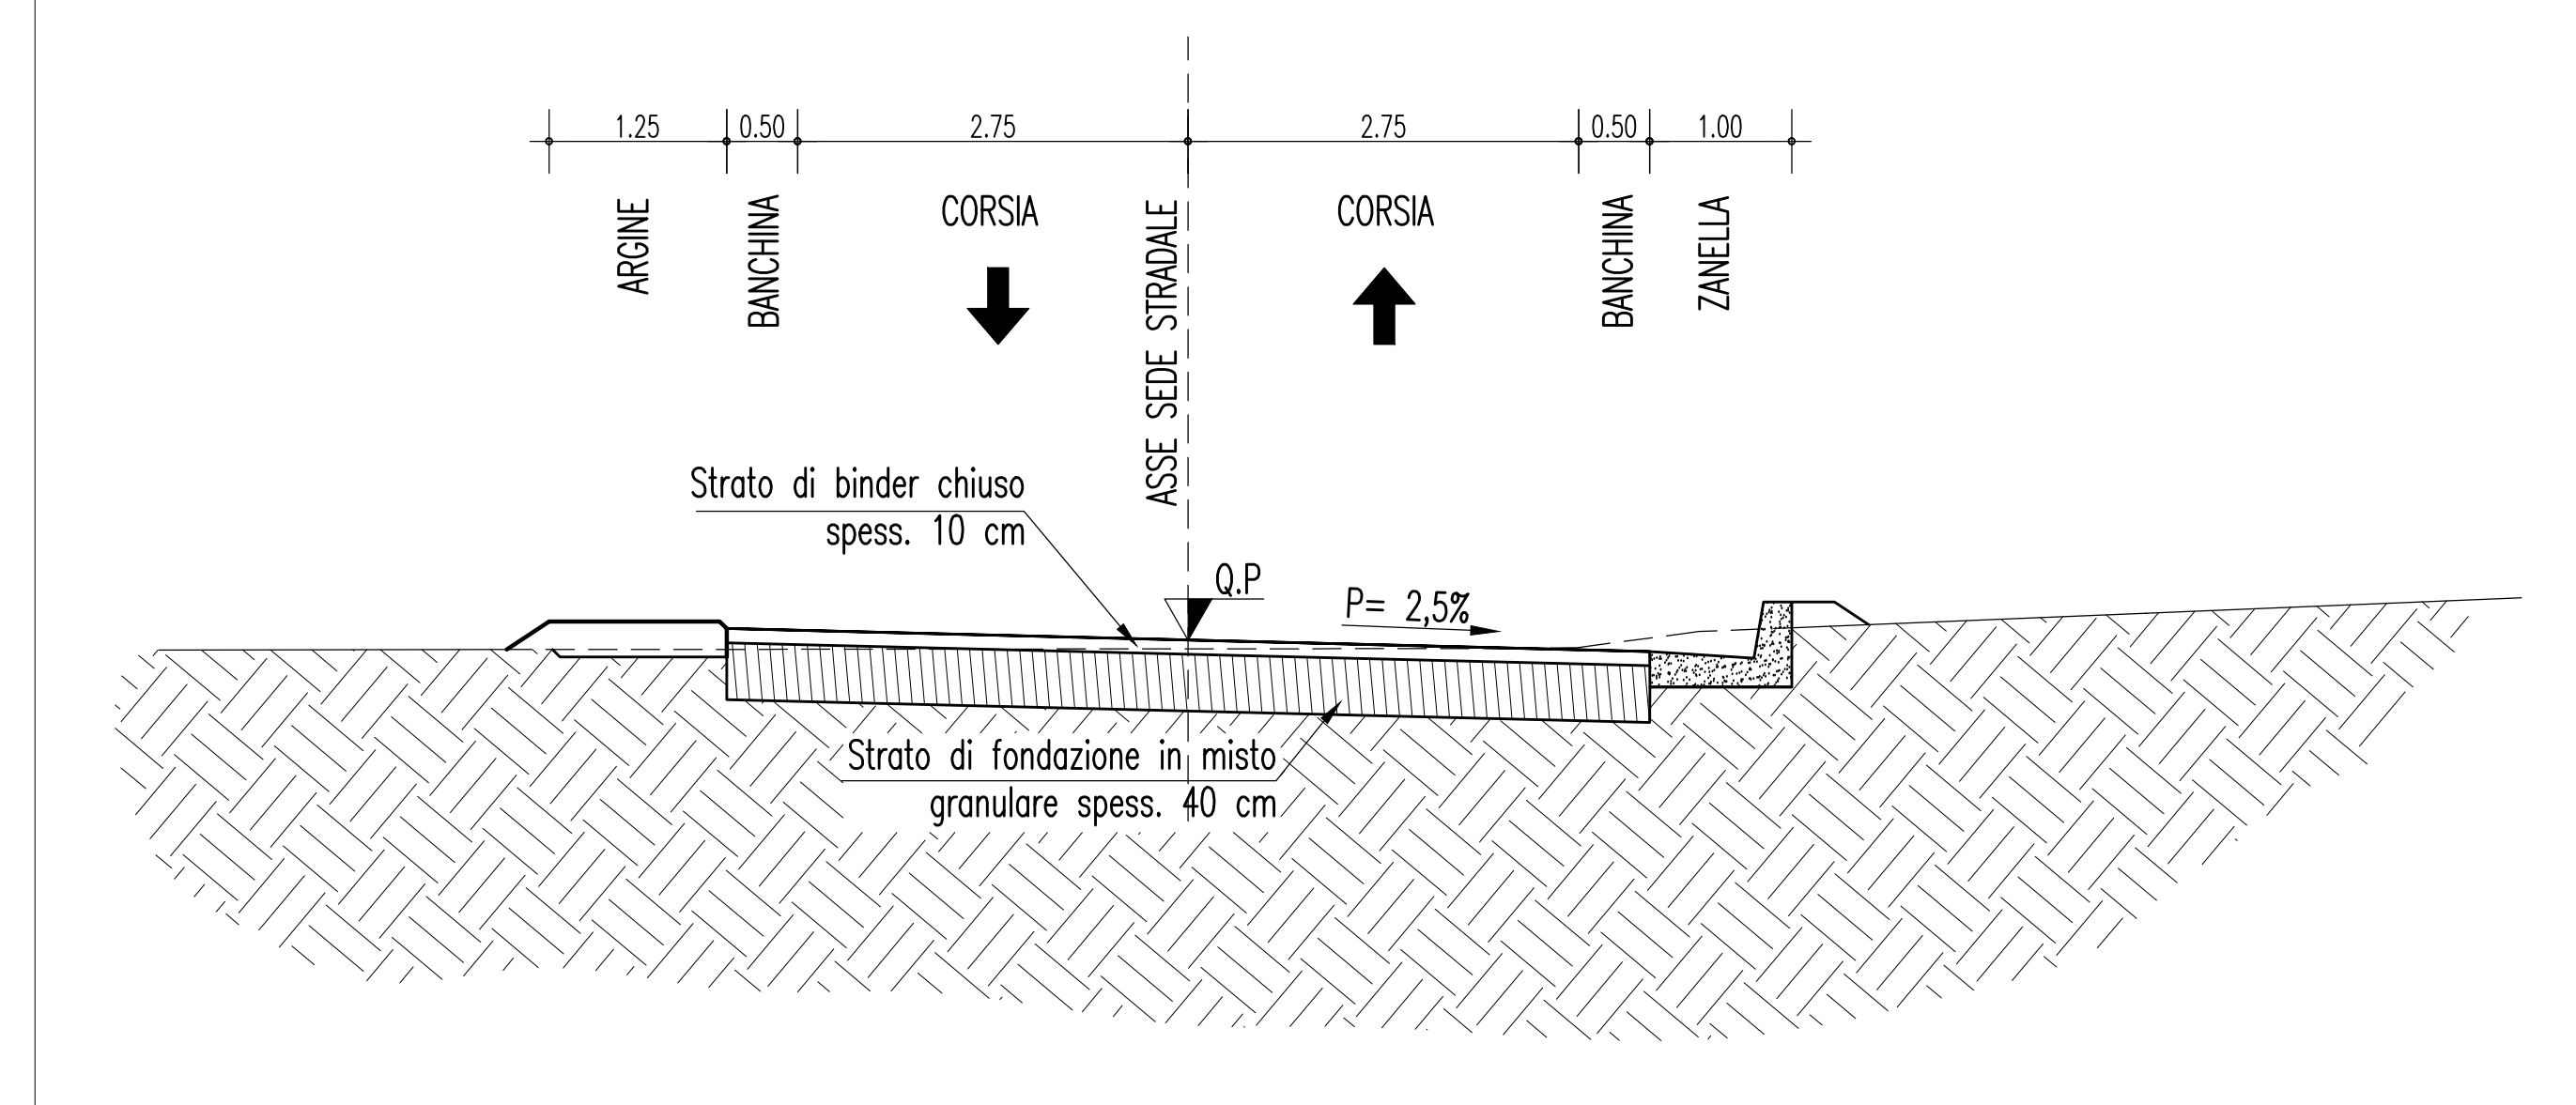 1.25 0.50 2.75 2.75 0.50 1.00
ARGINE
BANCHINA
CORSIA
ASSE SEDE STRADALE
CORSIA
BANCHINA
ZANELLA
Strato di binder chiuso
spess. 10 cm
Q.P
P= 2,5%
Strato di fondazione in misto
granulare spess. 40 cm